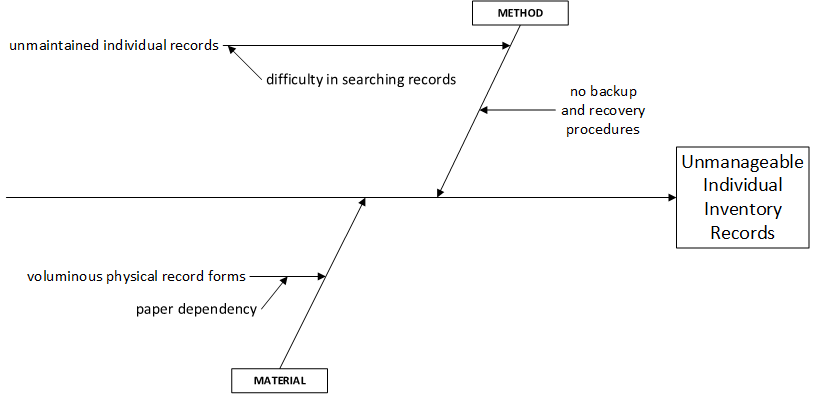 METHOD
unmaintained individual records
difficulty in searching records
no backup
and recovery
procedures
Unmanageable
Individual
Inventory
Records
voluminous physical record forms
paper dependency
MATERIAL